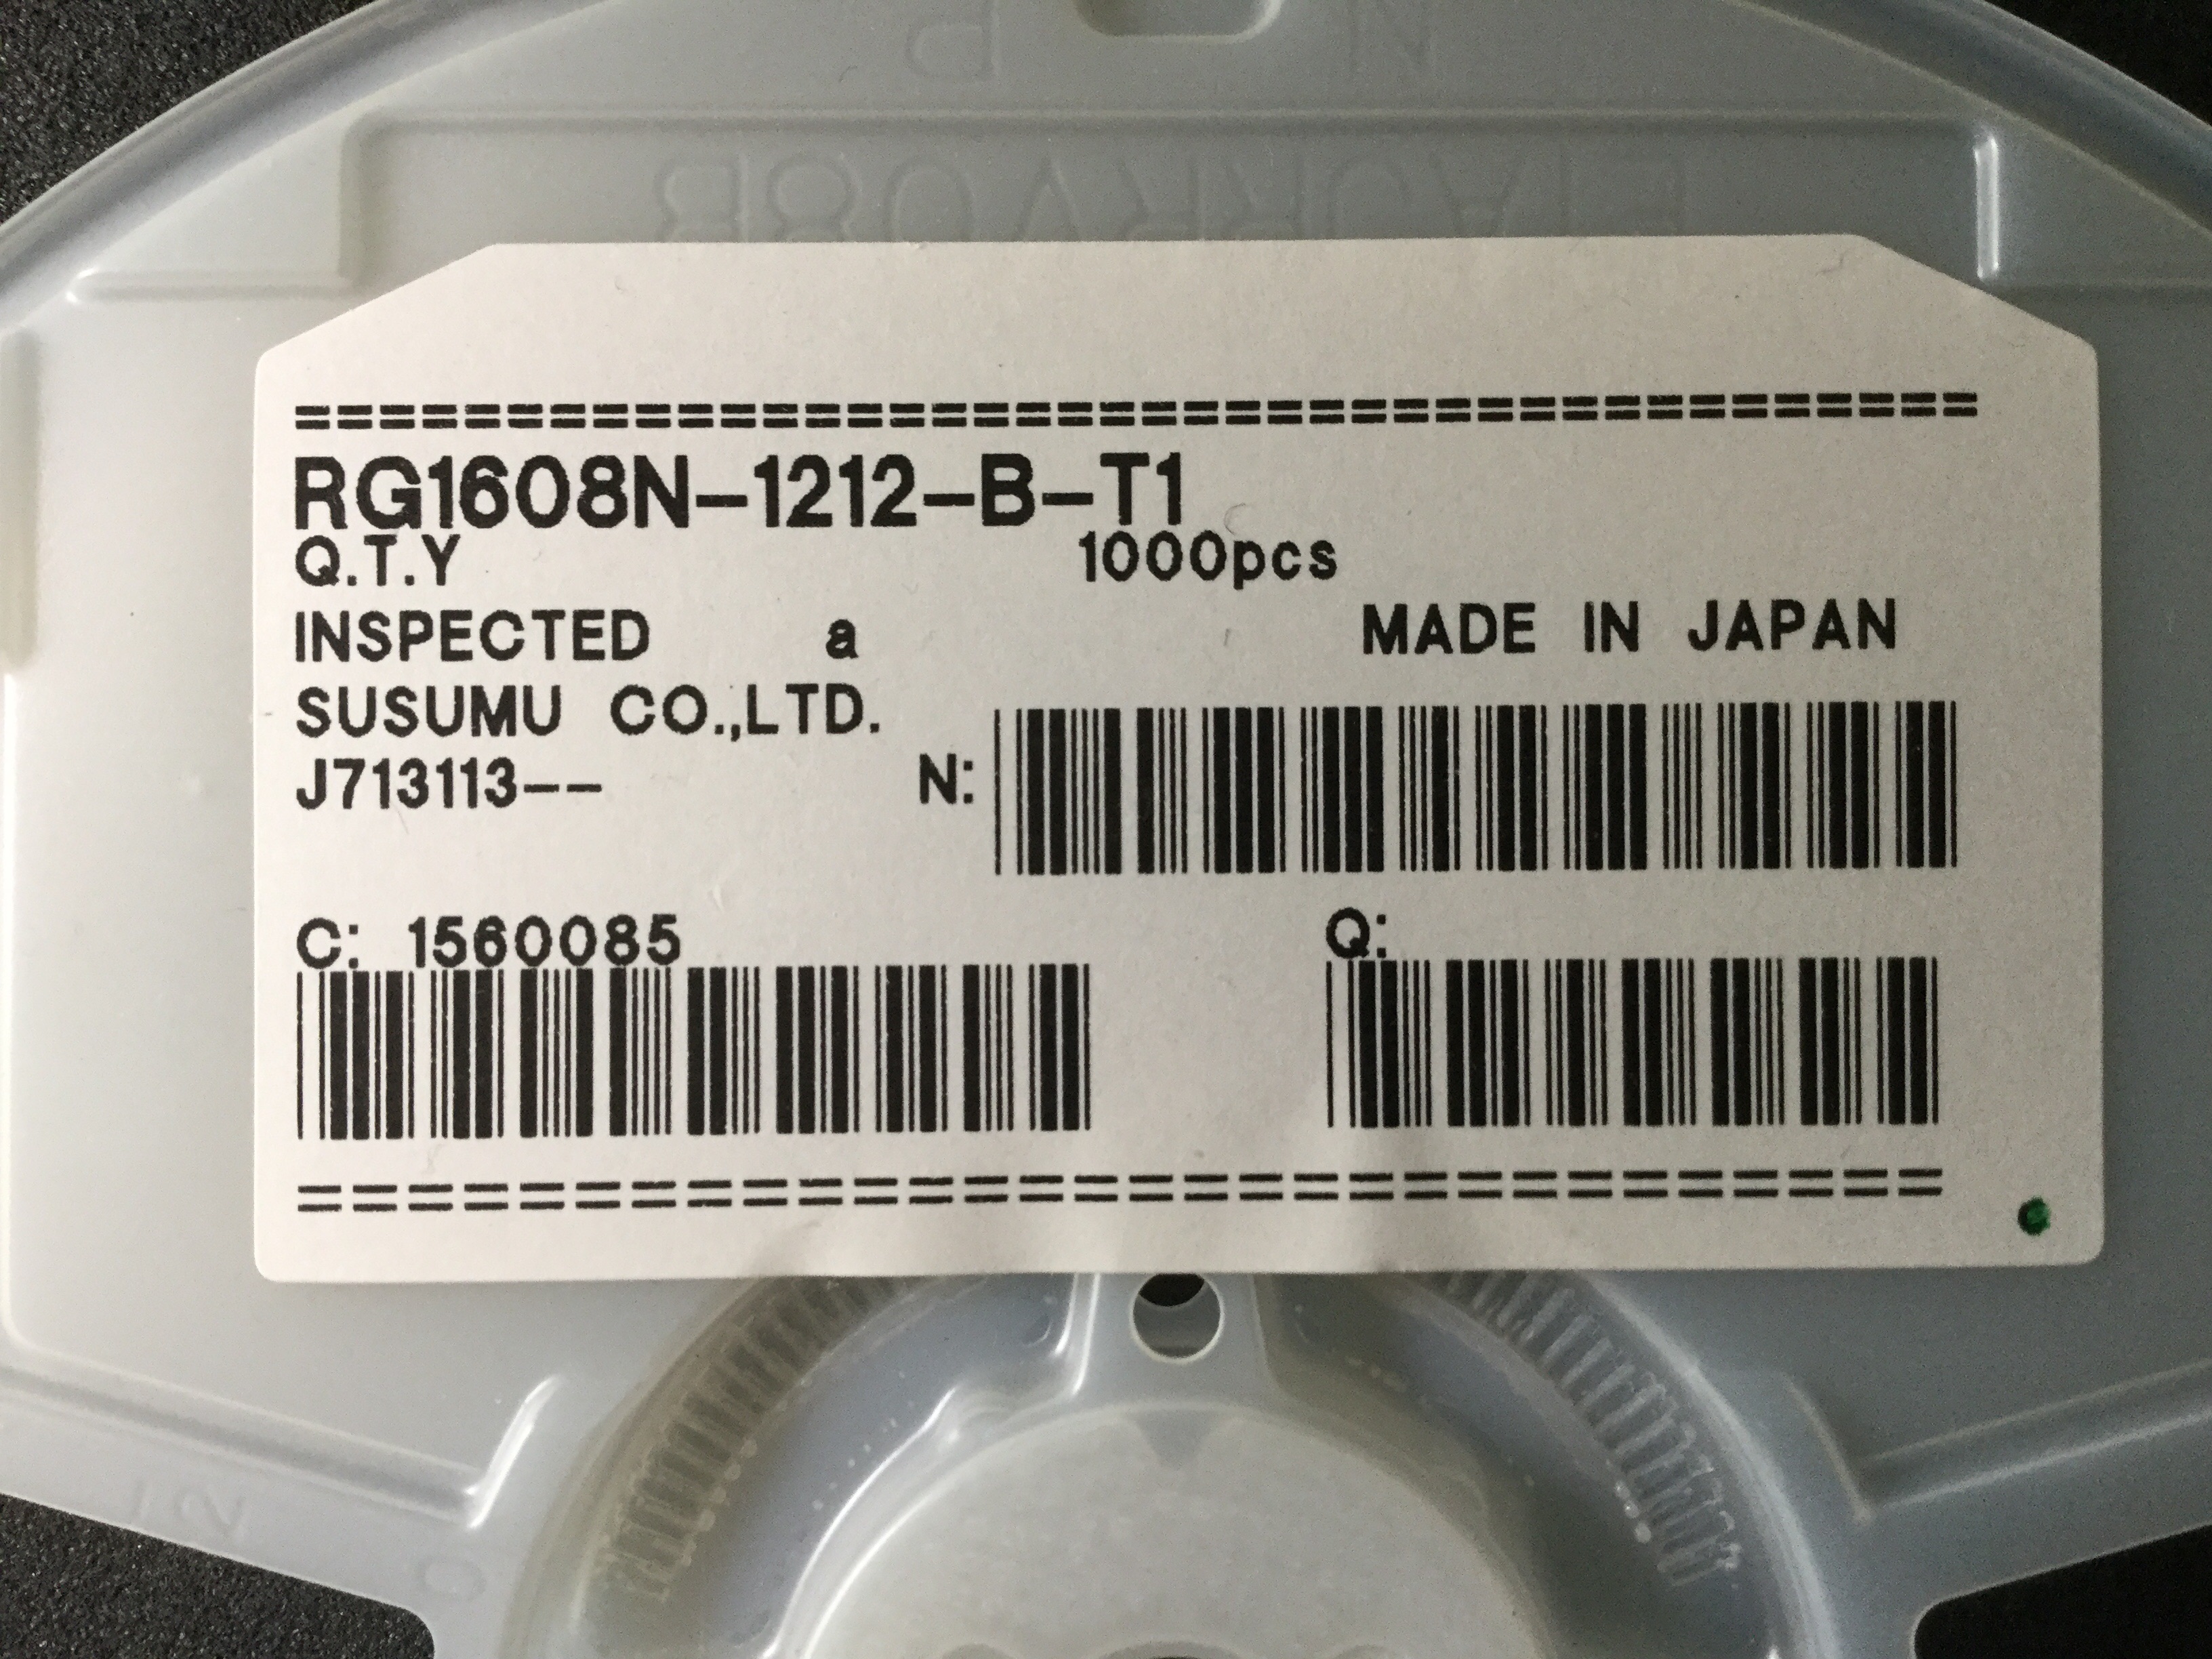 RG1608N-1212-B-T1
Q.T.Y 1000pcs
INSPECTED a MADE IN JAPAN
SUSUMU CO.,LTD.
J713113-- N:
C: 1560085 Q: